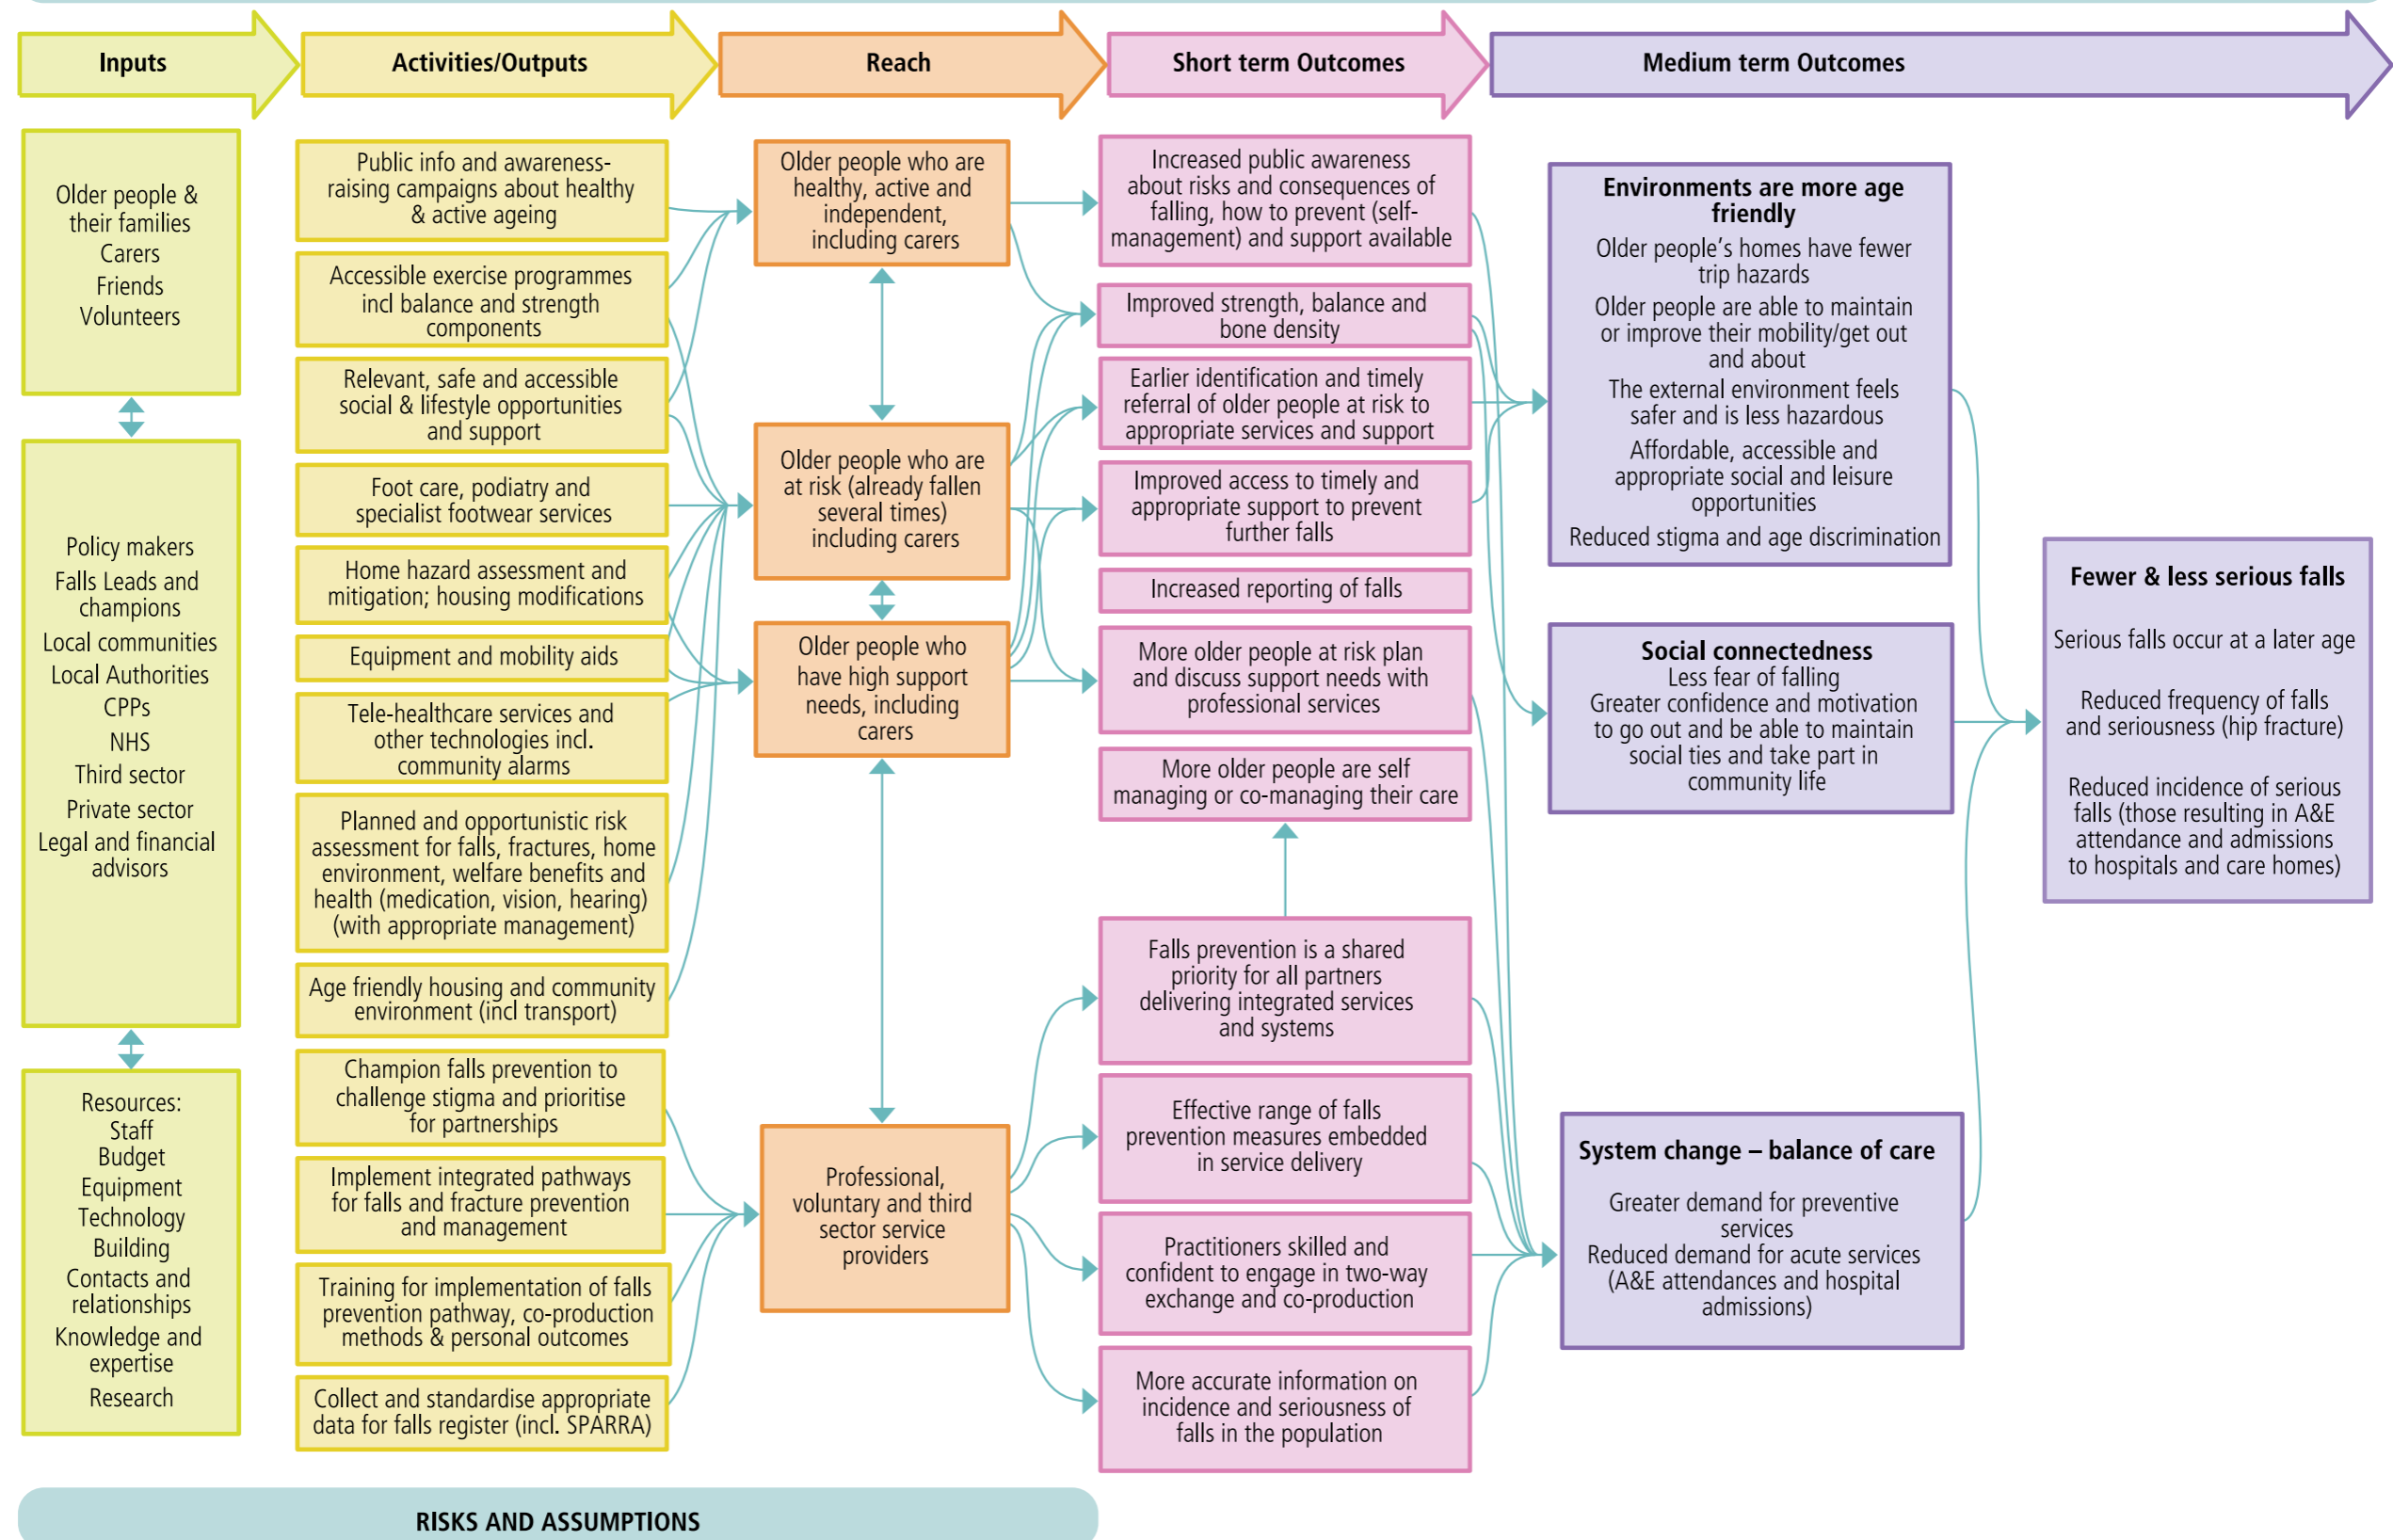 Inputs
Activities/Outputs
Reach
Short term Outcomes
Medium term Outcomes
Older people &
their families
Carers
Friends
Volunteers
Policy makers
Falls Leads and
champions
Local communities
Local Authorities
CPPs
NHS
Third sector
Private sector
Legal and financial
advisors
Resources:
Staff
Budget
Equipment
Technology
Building
Contacts and
relationships
Knowledge and
expertise
Research
Public info and awareness-
raising campaigns about healthy
& active ageing
Accessible exercise programmes
incl balance and strength
components
Relevant, safe and accessible
social & lifestyle opportunities
and support
Foot care, podiatry and
specialist footwear services
Home hazard assessment and
mitigation; housing modifications
Equipment and mobility aids
Tele-healthcare services and
other technologies incl.
community alarms
Planned and opportunistic risk
assessment for falls, fractures, home
environment, welfare benefits and
health (medication, vision, hearing)
(with appropriate management)
Age friendly housing and community
environment (incl transport)
Champion falls prevention to
challenge stigma and prioritise
for partnerships
Implement integrated pathways
for falls and fracture prevention
and management
Training for implementation of falls
prevention pathway, co-production
methods & personal outcomes
Collect and standardise appropriate
data for falls register (incl. SPARRA)
Older people who are
healthy, active and
independent,
including carers
Older people who are
at risk (already fallen
several times)
including carers
Older people who
have high support
needs, including
carers
Professional,
voluntary and third
sector service
providers
Increased public awareness
about risks and consequences of
falling, how to prevent (self-
management) and support available
Improved strength, balance and
bone density
Earlier identification and timely
referral of older people at risk to
appropriate services and support
Improved access to timely and
appropriate support to prevent
further falls
Increased reporting of falls
More older people at risk plan
and discuss support needs with
professional services
More older people are self
managing or co-managing their care
Falls prevention is a shared
priority for all partners
delivering integrated services
and systems
Effective range of falls
prevention measures embedded
in service delivery
Practitioners skilled and
confident to engage in two-way
exchange and co-production
More accurate information on
incidence and seriousness of
falls in the population
Environments are more age
friendly
Older people's homes have fewer
trip hazards
Older people are able to maintain
or improve their mobility/get out
and about
The external environment feels
safer and is less hazardous
Affordable, accessible and
appropriate social and leisure
opportunities
Reduced stigma and age discrimination
Social connectedness
Less fear of falling
Greater confidence and motivation
to go out and be able to maintain
social ties and take part in
community life
System change – balance of care
Greater demand for preventive
services
Reduced demand for acute services
(A&E attendances and hospital
admissions)
Fewer & less serious falls
Serious falls occur at a later age
Reduced frequency of falls
and seriousness (hip fracture)
Reduced incidence of serious
falls (those resulting in A&E
attendance and admissions
to hospitals and care homes)
RISKS AND ASSUMPTIONS